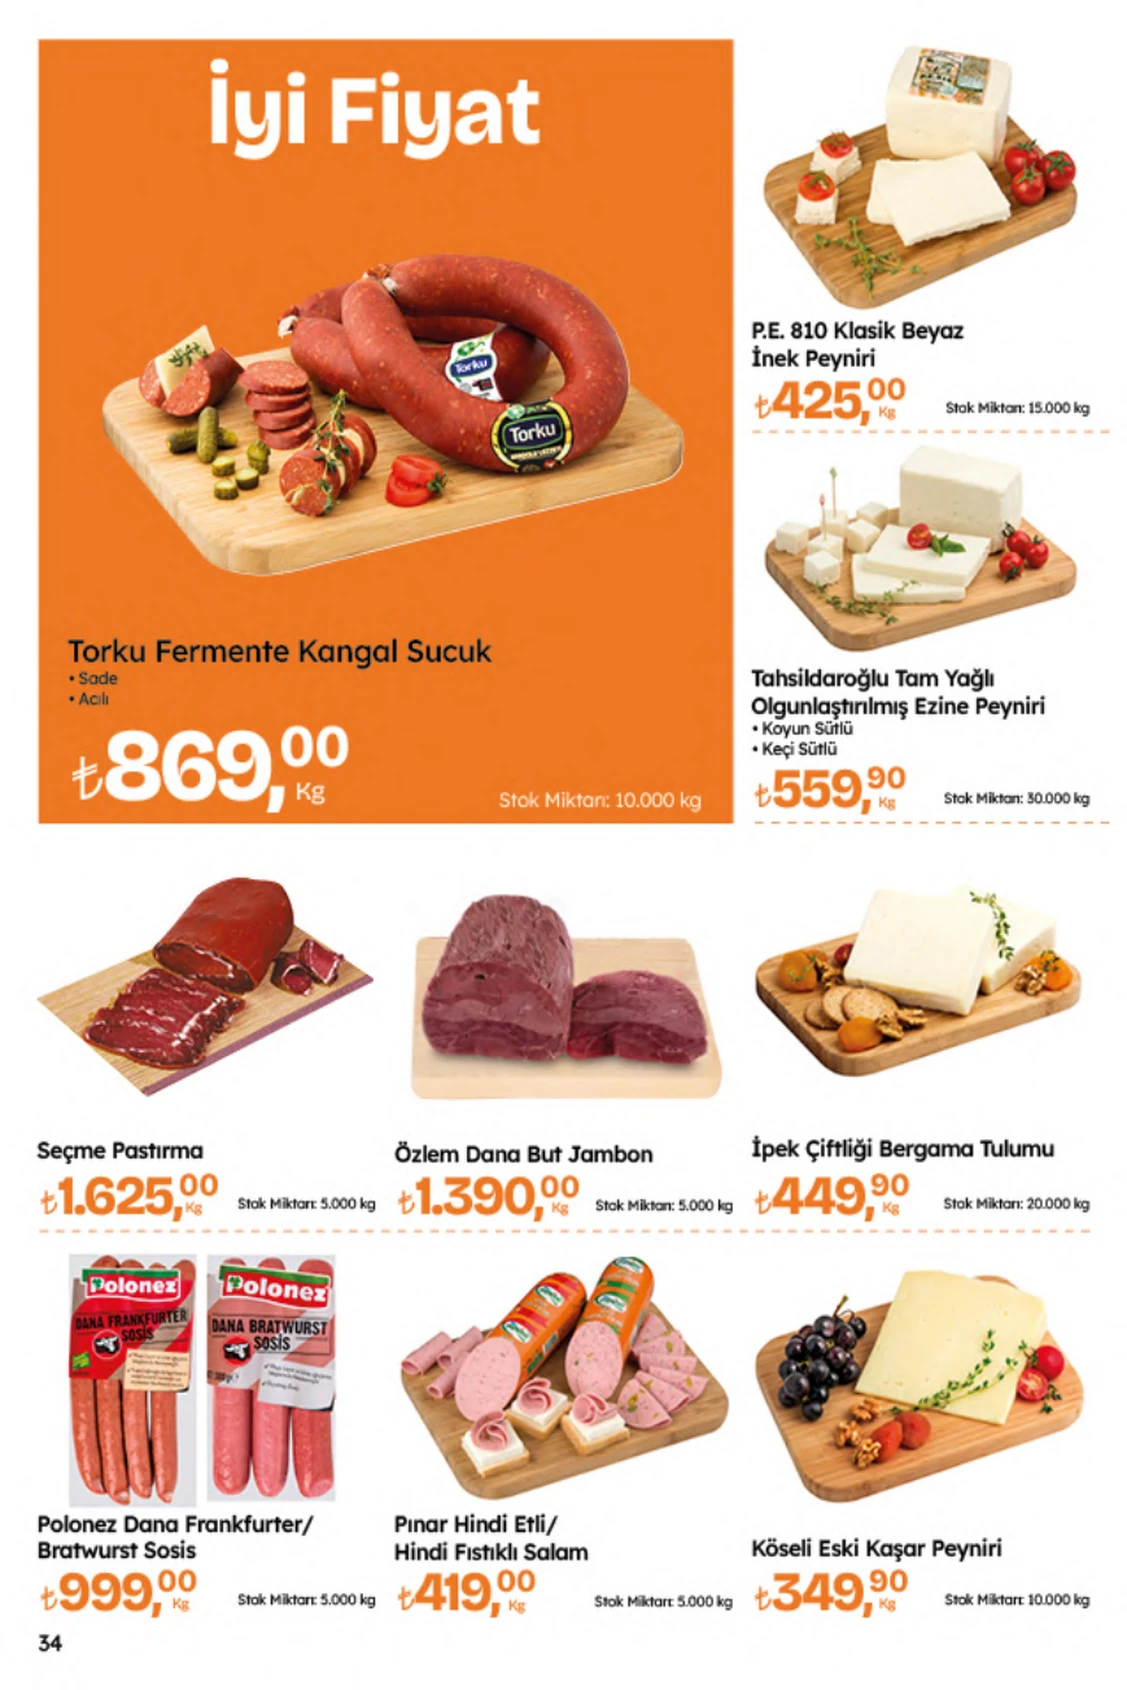 İyi Fiyat
Torku
Torku
Torku Fermente Kangal Sucuk
• Sade
• Acılı
₺869,00 Kg
Stok Miktarı: 10.000 kg
P.E. 810 Klasik Beyaz
İnek Peyniri
₺425,00 Kg
Stok Miktarı: 15.000 kg
Tahsildaroğlu Tam Yağlı
Olgunlaştırılmış Ezine Peyniri
• Koyun Sütlü
• Keçi Sütlü
₺559,90 Kg
Stok Miktarı: 30.000 kg
Seçme Pastırma
₺1.625,00 Kg
Stok Miktarı: 5.000 kg
Özlem Dana But Jambon
₺1.390,00 Kg
Stok Miktarı: 5.000 kg
İpek Çiftliği Bergama Tulumu
₺449,90 Kg
Stok Miktarı: 20.000 kg
Polonez
DANA FRANKFURTER
SOSİS
Polonez
DANA BRATWURST
SOSİS
Polonez Dana Frankfurter/
Bratwurst Sosis
₺999,00 Kg
Stok Miktarı: 5.000 kg
Pınar Hindi Etli/
Hindi Fıstıklı Salam
₺419,00 Kg
Stok Miktarı: 5.000 kg
Köseli Eski Kaşar Peyniri
₺349,90 Kg
Stok Miktarı: 10.000 kg
34